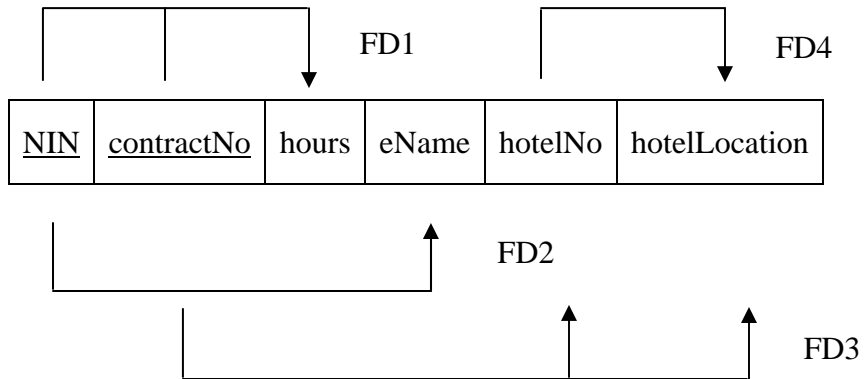 FD1
FD4
NIN contractNo hours eName hotelNo hotelLocation
FD2
FD3